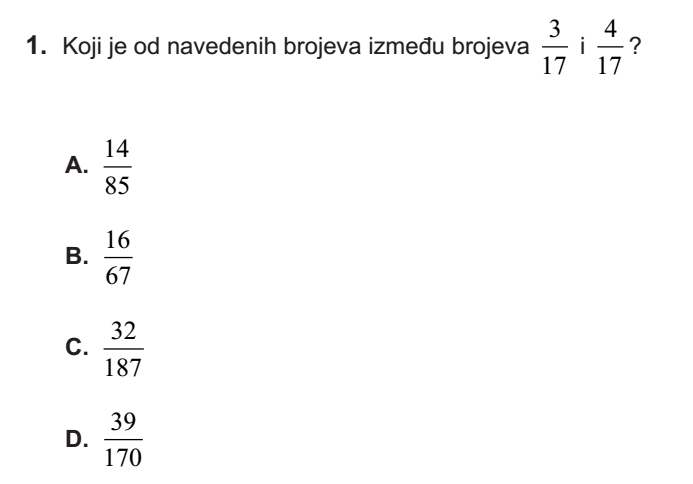 1. Koji je od navedenih brojeva između brojeva 3/17 i 4/17?
A. 14/85
B. 16/67
C. 32/187
D. 39/170